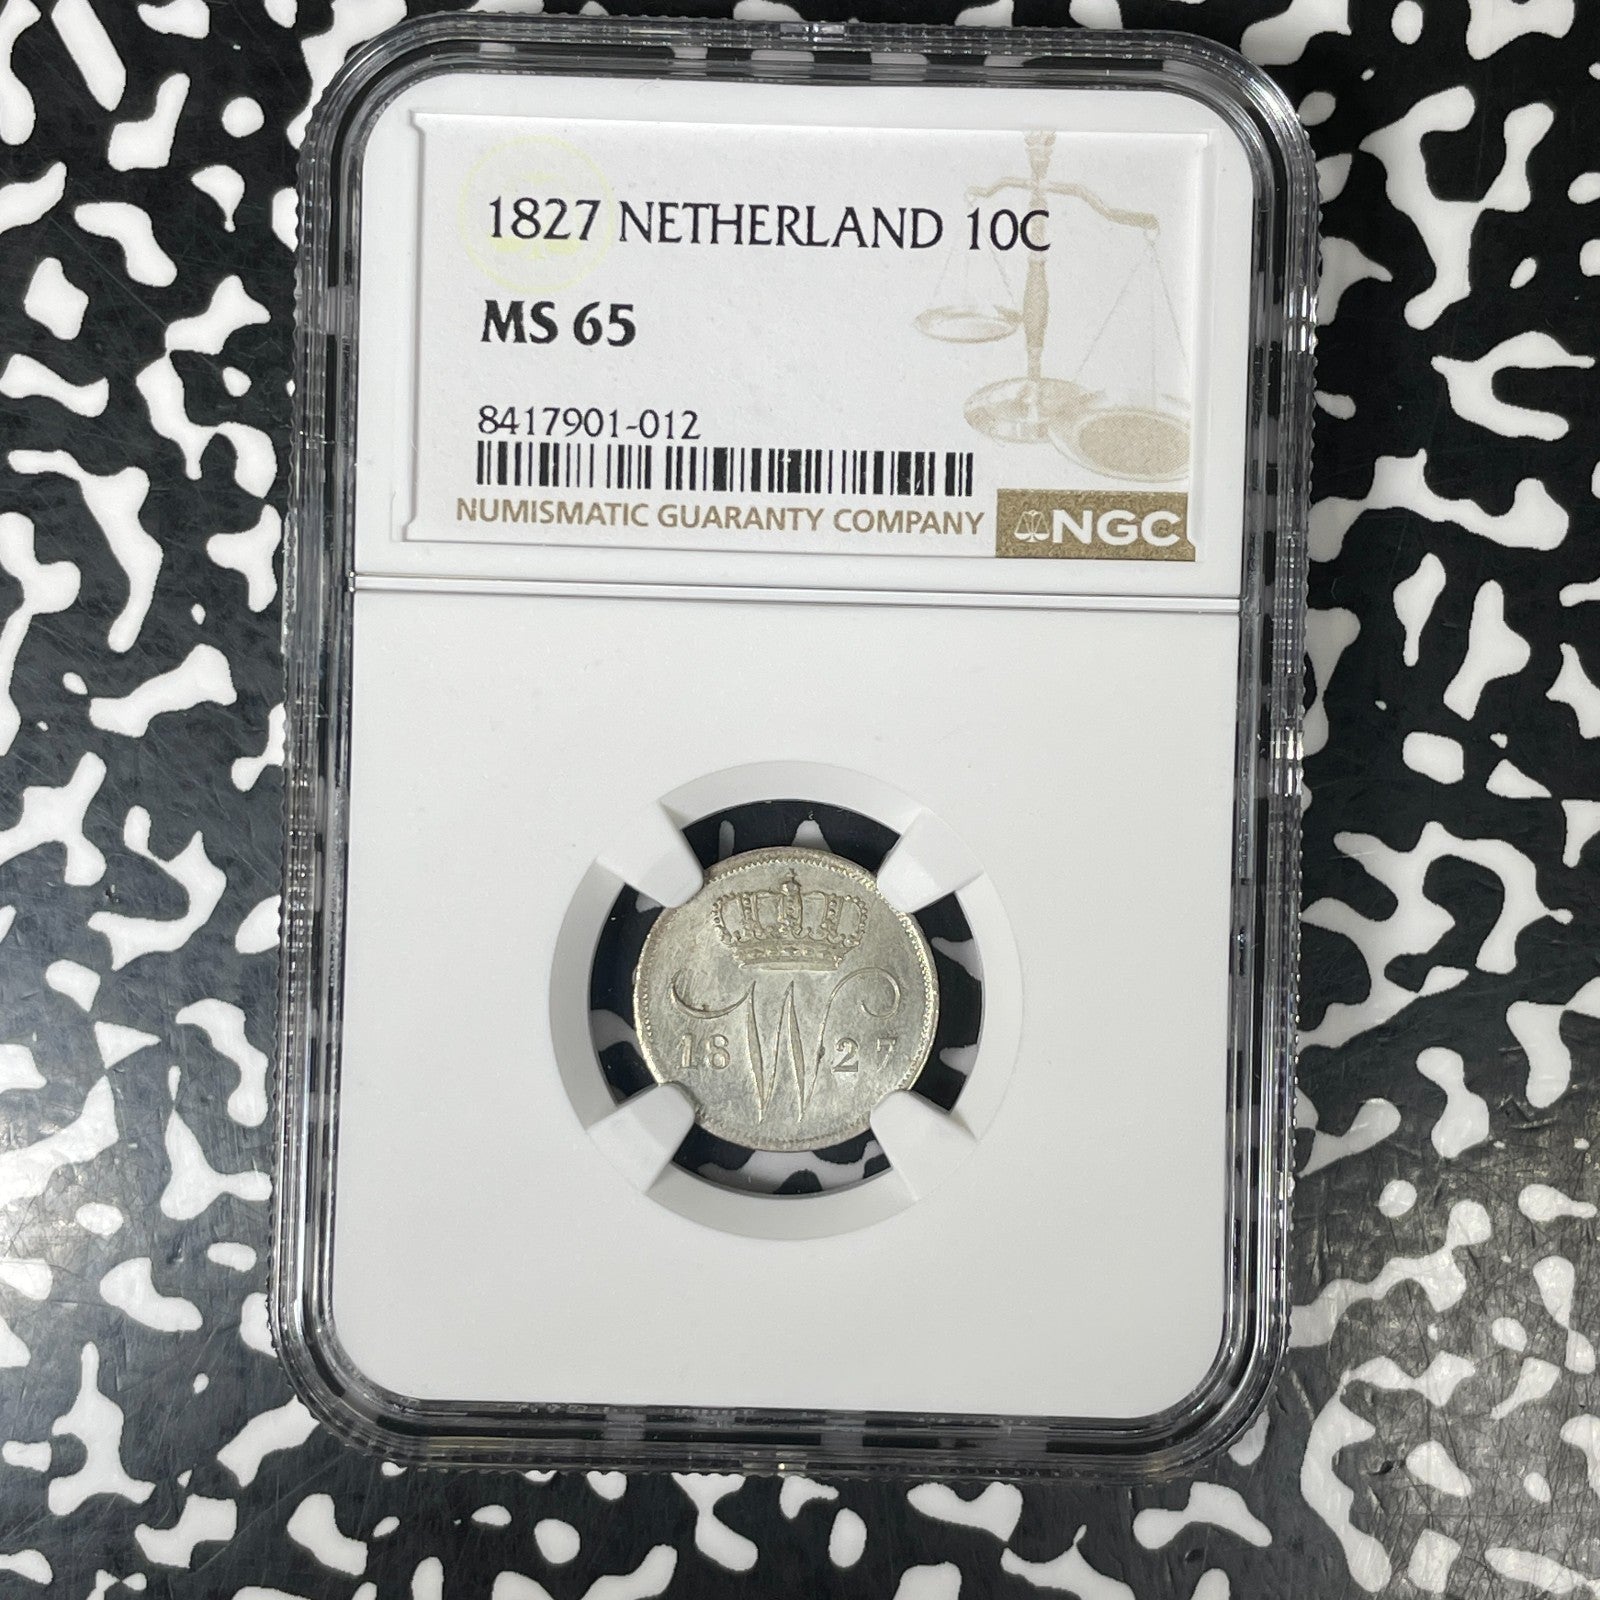 1827 NETHERLAND 10C
MS 65
8417901-012
NUMISMATIC GUARANTY COMPANY
NGC
W
18 27